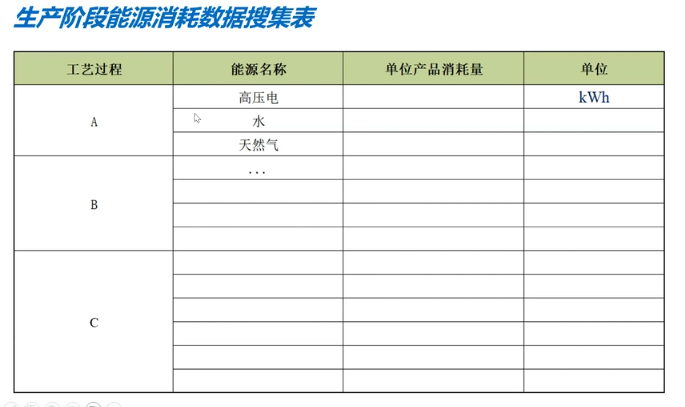 生产阶段能源消耗数据搜集表
工艺过程 能源名称 单位产品消耗量 单位
A 高压电 kWh
水
天然气
B ...
C